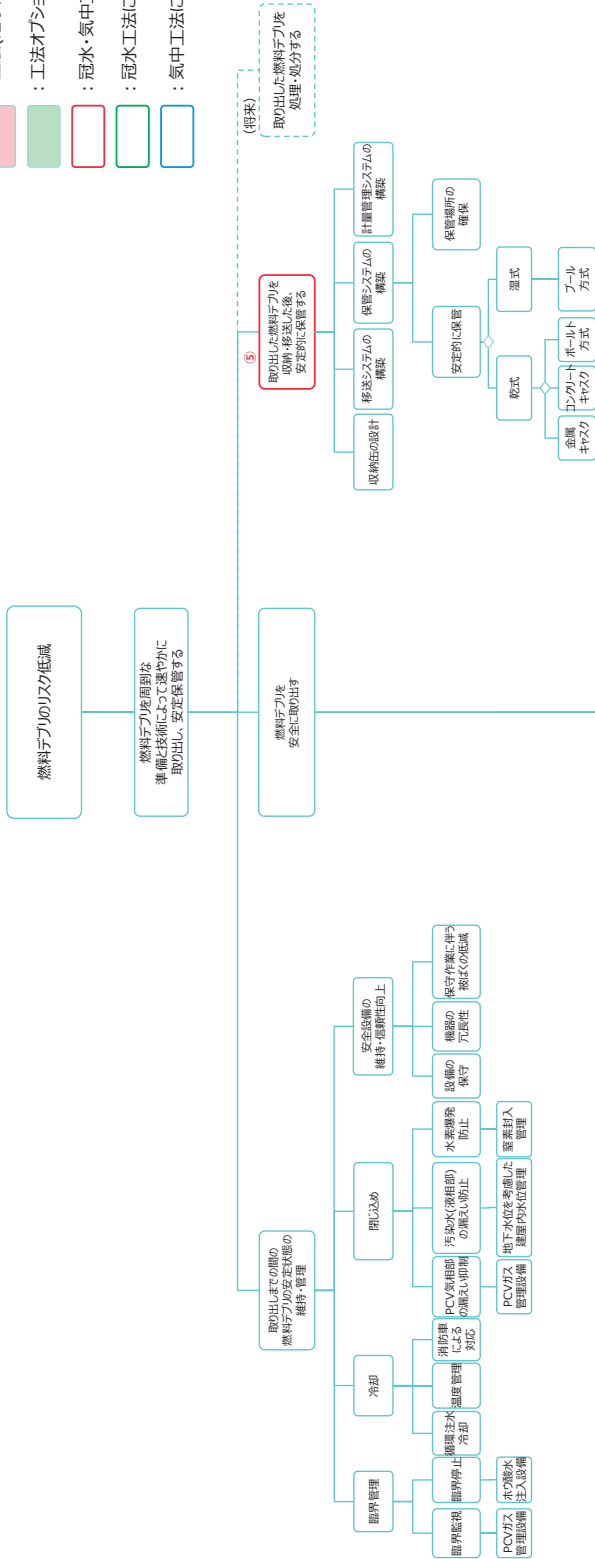 : 工法オプション
: 冠水・気中工
: 冠水工法に
: 気中工法に
燃料デブリのリスク低減
燃料デブリを周到な
準備と技術によって速やかに
取り出し、安定保管する
取り出しまでの間の
燃料デブリの安定状態の
維持・管理
燃料デブリを
安全に取り出す
⑤
取り出した燃料デブリを
収納・移送した後、
安定的に保管する
(将来)
取り出した燃料デブリを
処理・処分する
臨界管理
冷却
閉じ込め
安全設備の
維持・信頼性向上
収納缶の設計
移送システムの
構築
保管システムの
構築
計量管理システムの
構築
臨界監視
臨界停止
循環注水
冷却
温度管理
消防車
による
対応
PCV気相部
の漏えい抑制
汚染水(液相部)
の漏えい防止
水素爆発
防止
設備の
保守
機器の
冗長性
保守作業に伴う
被ばくの低減
安定的に保管
保管場所の
確保
PCVガス
管理設備
ホウ酸水
注入設備
PCVガス
管理設備
地下水位を考慮した
建屋内水位管理
窒素封入
管理
乾式
湿式
金属
キャスク
コンクリート
キャスク
ボールト
方式
プール
方式